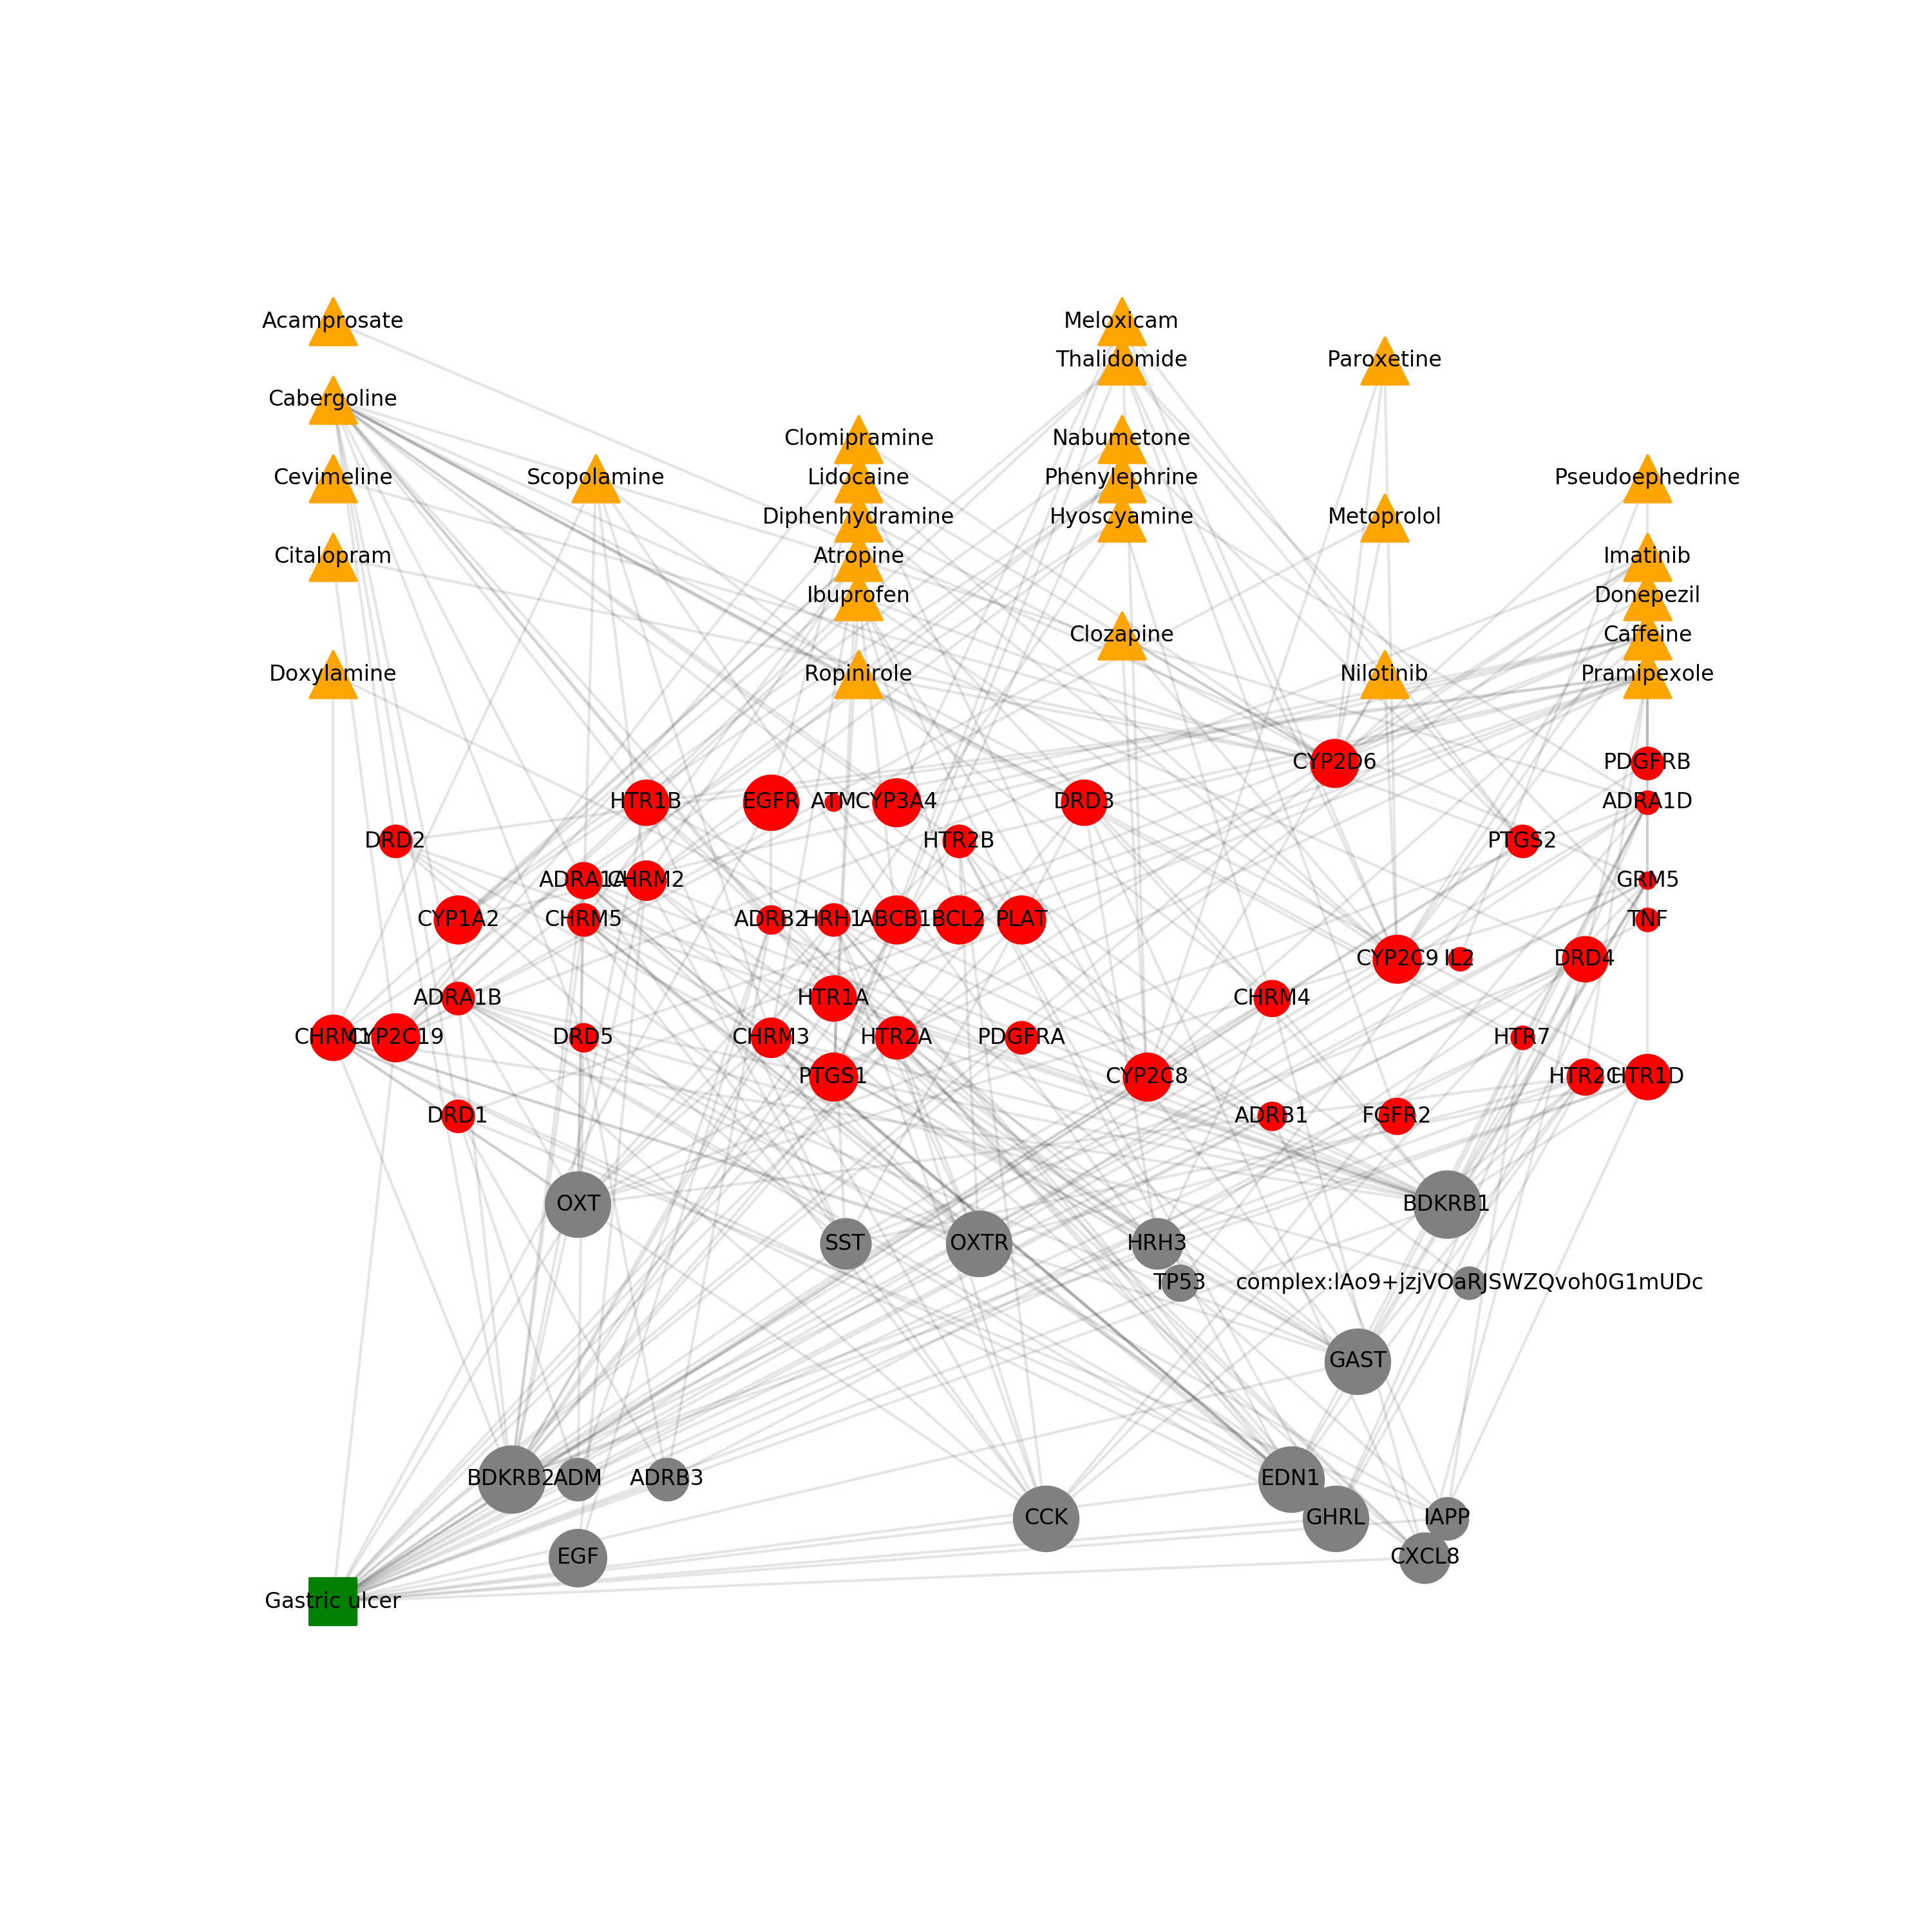 Acamprosate
Meloxicam
Thalidomide
Paroxetine
Cabergoline
Clomipramine
Nabumetone
Cevimeline
Scopolamine
Lidocaine
Phenylephrine
Pseudoephedrine
Diphenhydramine
Hyoscyamine
Metoprolol
Citalopram
Atropine
Imatinib
Ibuprofen
Donepezil
Clozapine
Caffeine
Doxylamine
Ropinirole
Nilotinib
Pramipexole
CYP2D6
PDGFRB
HTR1B
EGFR
ATM
CYP3A4
DRD3
ADRA1D
DRD2
HTR2B
PTGS2
ADRA1A
CHRM2
GRM5
CYP1A2
CHRM5
ADRB2
HRH1
ABCB1
BCL2
PLAT
TNF
CYP2C9
IL2
DRD4
ADRA1B
HTR1A
CHRM4
CHRM1
CYP2C19
DRD5
CHRM3
HTR2A
PDGFRA
HTR7
PTGS1
CYP2C8
HTR2C
HTR1D
DRD1
ADRB1
FGFR2
OXT
BDKRB1
SST
OXTR
HRH3
TP53
complex:lAo9+jzjVOaRJSWZQvoh0G1mUDc
GAST
BDKRB2
ADM
ADRB3
EDN1
CCK
GHRL
IAPP
EGF
CXCL8
Gastric ulcer